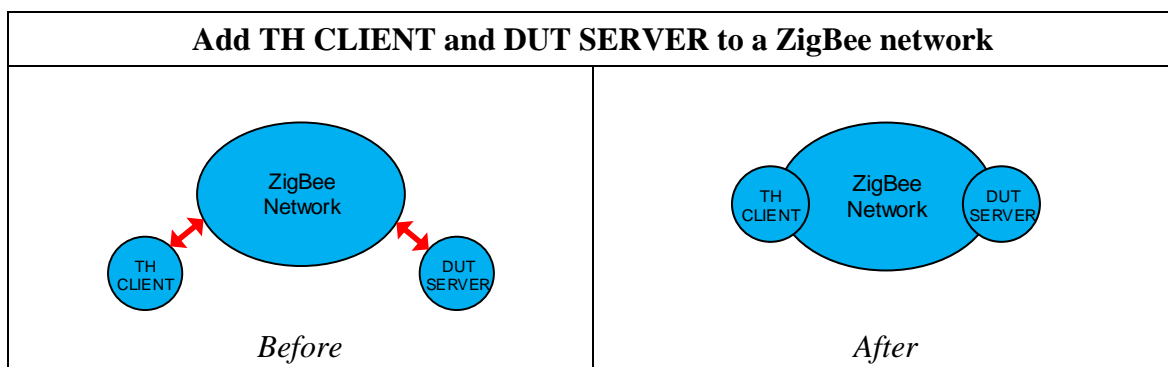 Add TH CLIENT and DUT SERVER to a ZigBee network
ZigBee
Network
TH
CLIENT
DUT
SERVER
Before
ZigBee
Network
TH
CLIENT
DUT
SERVER
After